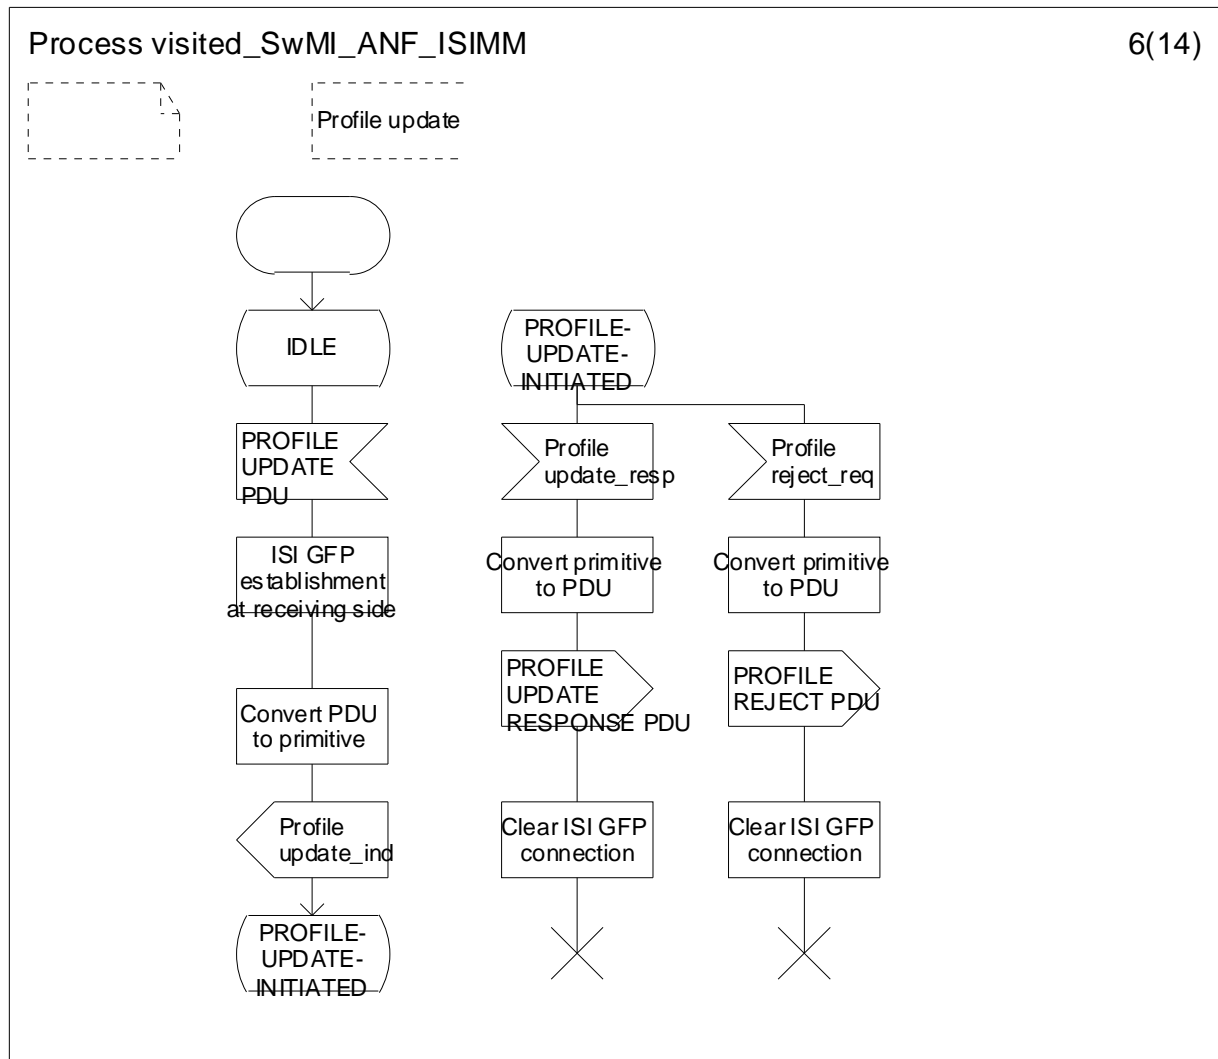 Process visited_SwMI_ANF_ISIMM
6(14)
Profile update
IDLE
PROFILE
UPDATE
PDU
ISI GFP
establishment
at receiving side
Convert PDU
to primitive
Profile
update_ind
PROFILE-
UPDATE-
INITIATED
PROFILE-
UPDATE-
INITIATED
Profile
update_resp
Convert primitive
to PDU
PROFILE
UPDATE
RESPONSE PDU
Clear ISI GFP
connection
Profile
reject_req
Convert primitive
to PDU
PROFILE
REJECT PDU
Clear ISI GFP
connection